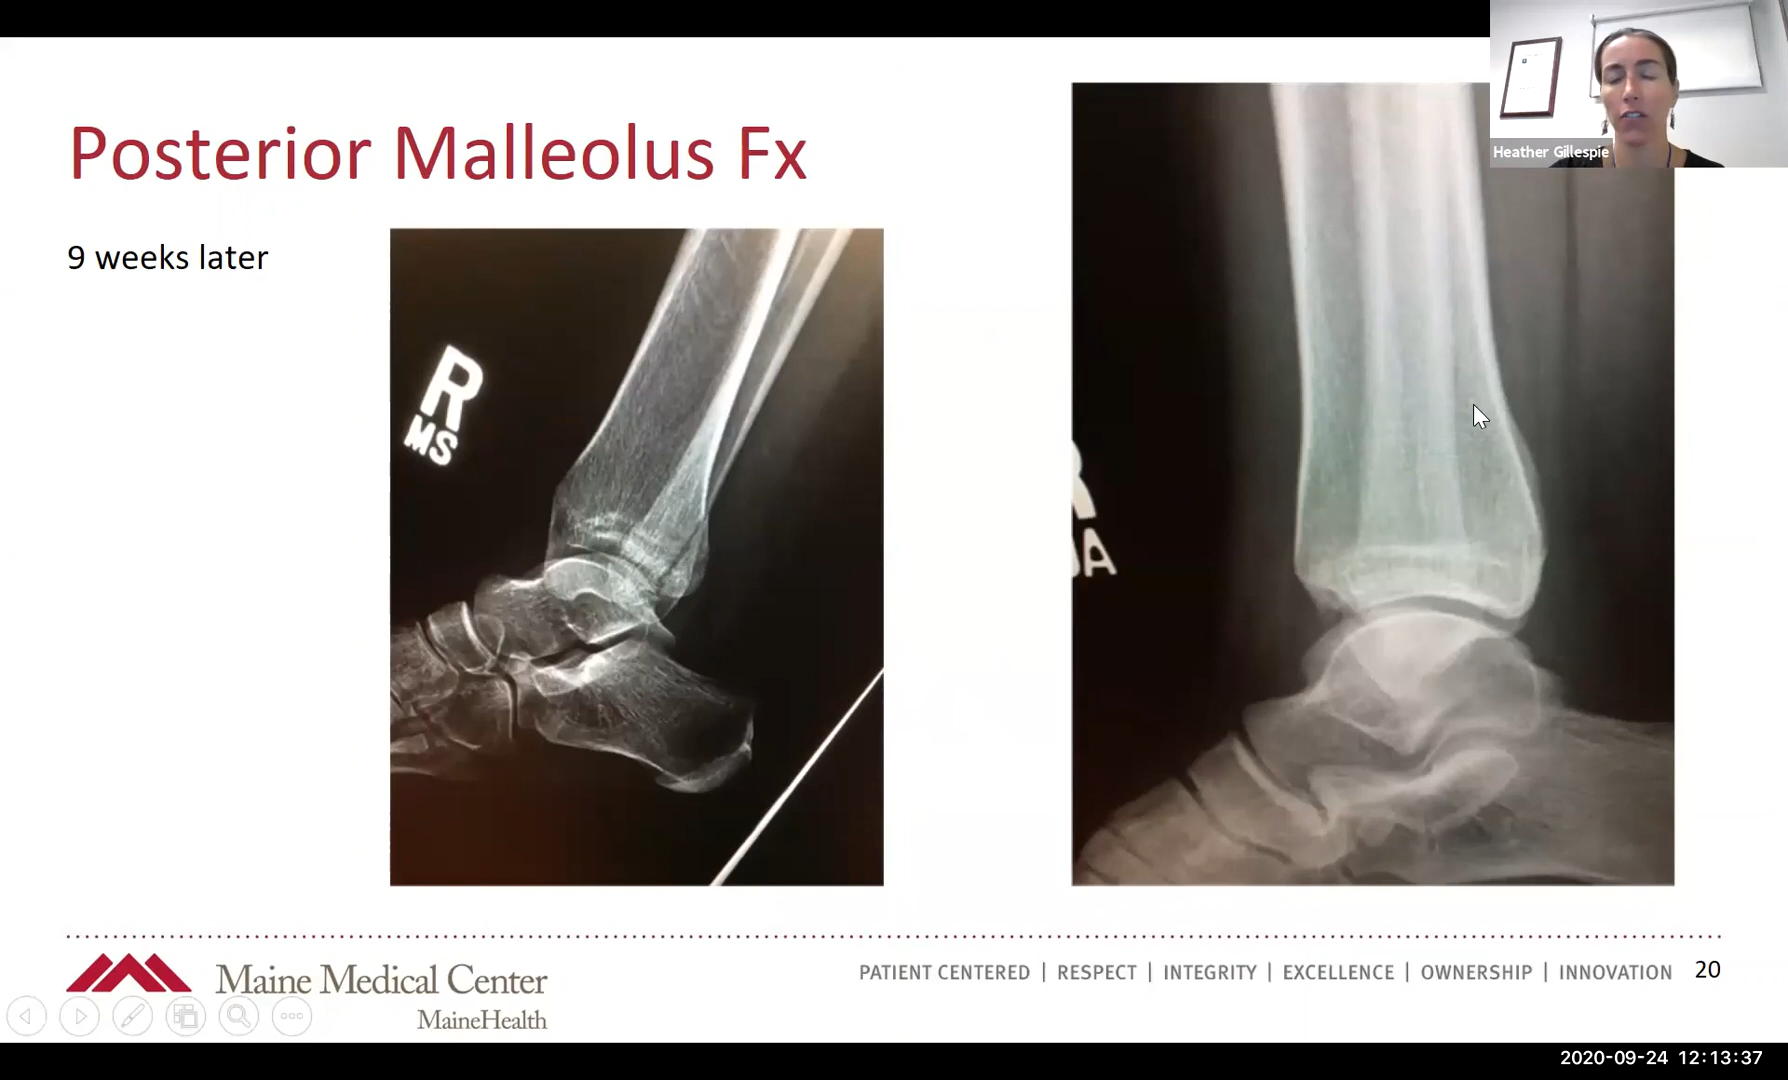 Heather Gillespie
Posterior Malleolus Fx
9 weeks later
R
MS
R
JA
Maine Medical Center
MaineHealth
PATIENT CENTERED | RESPECT | INTEGRITY | EXCELLENCE | OWNERSHIP | INNOVATION 20
2020-09-24 12:13:37